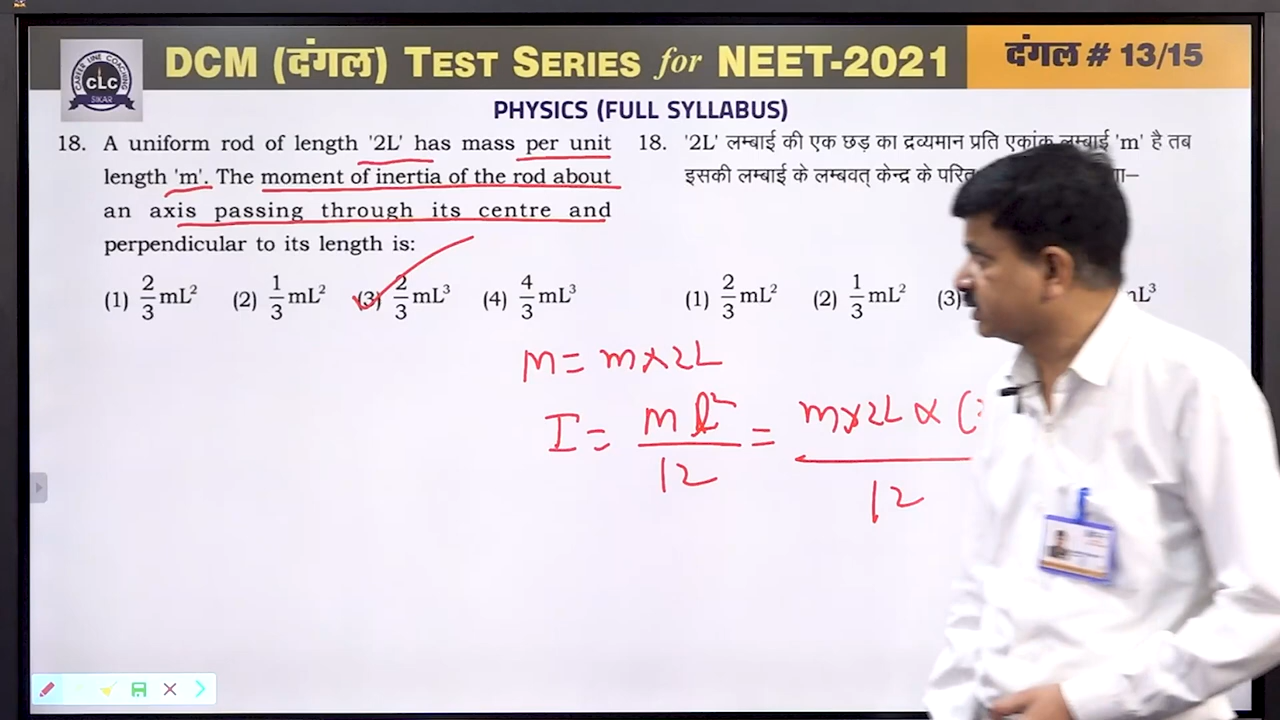 DCM (दंगल) TEST SERIES for NEET-2021
दंगल # 13/15
CAREER LINE COACHING
CLC
SIKAR
PHYSICS (FULL SYLLABUS)
18. A uniform rod of length '2L' has mass per unit
length 'm'. The moment of inertia of the rod about
an axis passing through its centre and
perpendicular to its length is:
(1) 2/3 mL² (2) 1/3 mL² (3) 2/3 mL³ (4) 4/3 mL³
18. '2L' लम्बाई की एक छड़ का द्रव्यमान प्रति एकांक लम्बाई 'm' है तब
इसकी लम्बाई के लम्बवत् केन्द्र के
(1) 2/3 mL² (2) 1/3 mL² (3)
M = m×2L
I = Ml²/12 = m×2L × ( /12